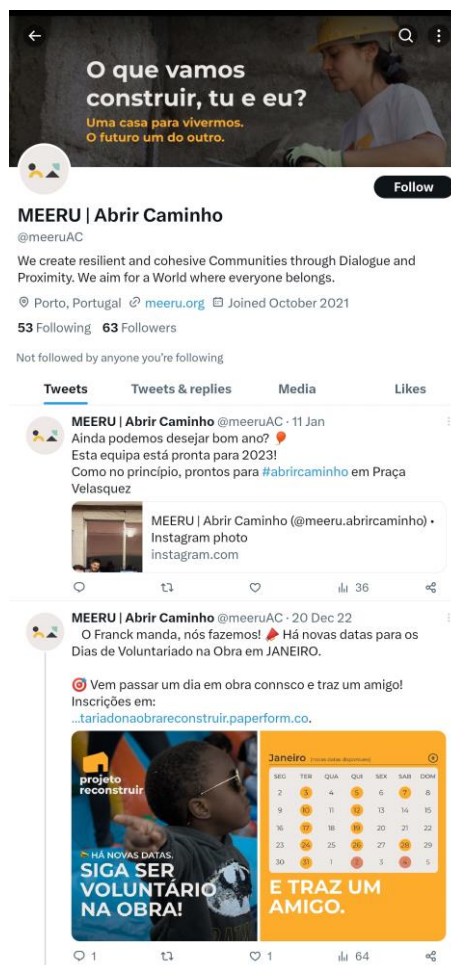 O que vamos
construir, tu e eu?
Uma casa para vivermos.
O futuro um do outro.
Follow
MEERU | Abrir Caminho
@meeruAC
We create resilient and cohesive Communities through Dialogue and
Proximity. We aim for a World where everyone belongs.
Porto, Portugal meeru.org Joined October 2021
53 Following 63 Followers
Not followed by anyone you're following
Tweets Tweets & replies Media Likes
MEERU | Abrir Caminho @meeruAC · 11 Jan
Ainda podemos desejar bom ano?
Esta equipa está pronta para 2023!
Como no princípio, prontos para #abrircaminho em Praça
Velasquez
MEERU | Abrir Caminho (@meeru.abrircaminho) •
Instagram photo
instagram.com
36
MEERU | Abrir Caminho @meeruAC · 20 Dec 22
O Franck manda, nós fazemos! Há novas datas para os
Dias de Voluntariado na Obra em JANEIRO.
Vem passar um dia em obra connsco e traz um amigo!
Inscrições em:
...tariadonaobrareconstruir.paperform.co.
projeto
reconstruir
HÁ NOVAS DATAS.
SIGA SER
VOLUNTÁRIO
NA OBRA!
Janeiro
SEG TER QUA QUI SEX SAB DOM
2 3 4 5 6 7 8
9 10 11 12 13 14 15
16 17 18 19 20 21 22
23 24 25 26 27 28 29
30 31 1 2 3 4 5
E TRAZ UM
AMIGO.
1 1 64